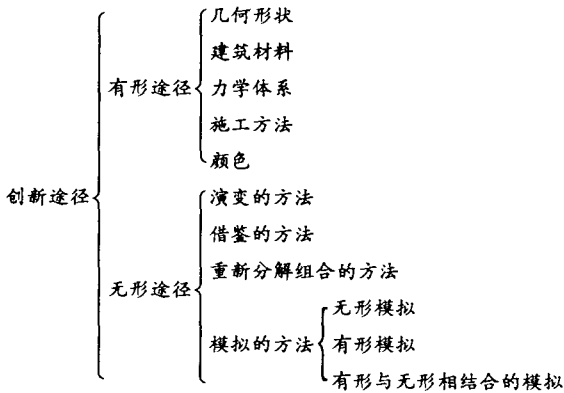 创新途径
有形途径
几何形状
建筑材料
力学体系
施工方法
颜色
无形途径
演变的方法
借鉴的方法
重新分解组合的方法
模拟的方法
无形模拟
有形模拟
有形与无形相结合的模拟